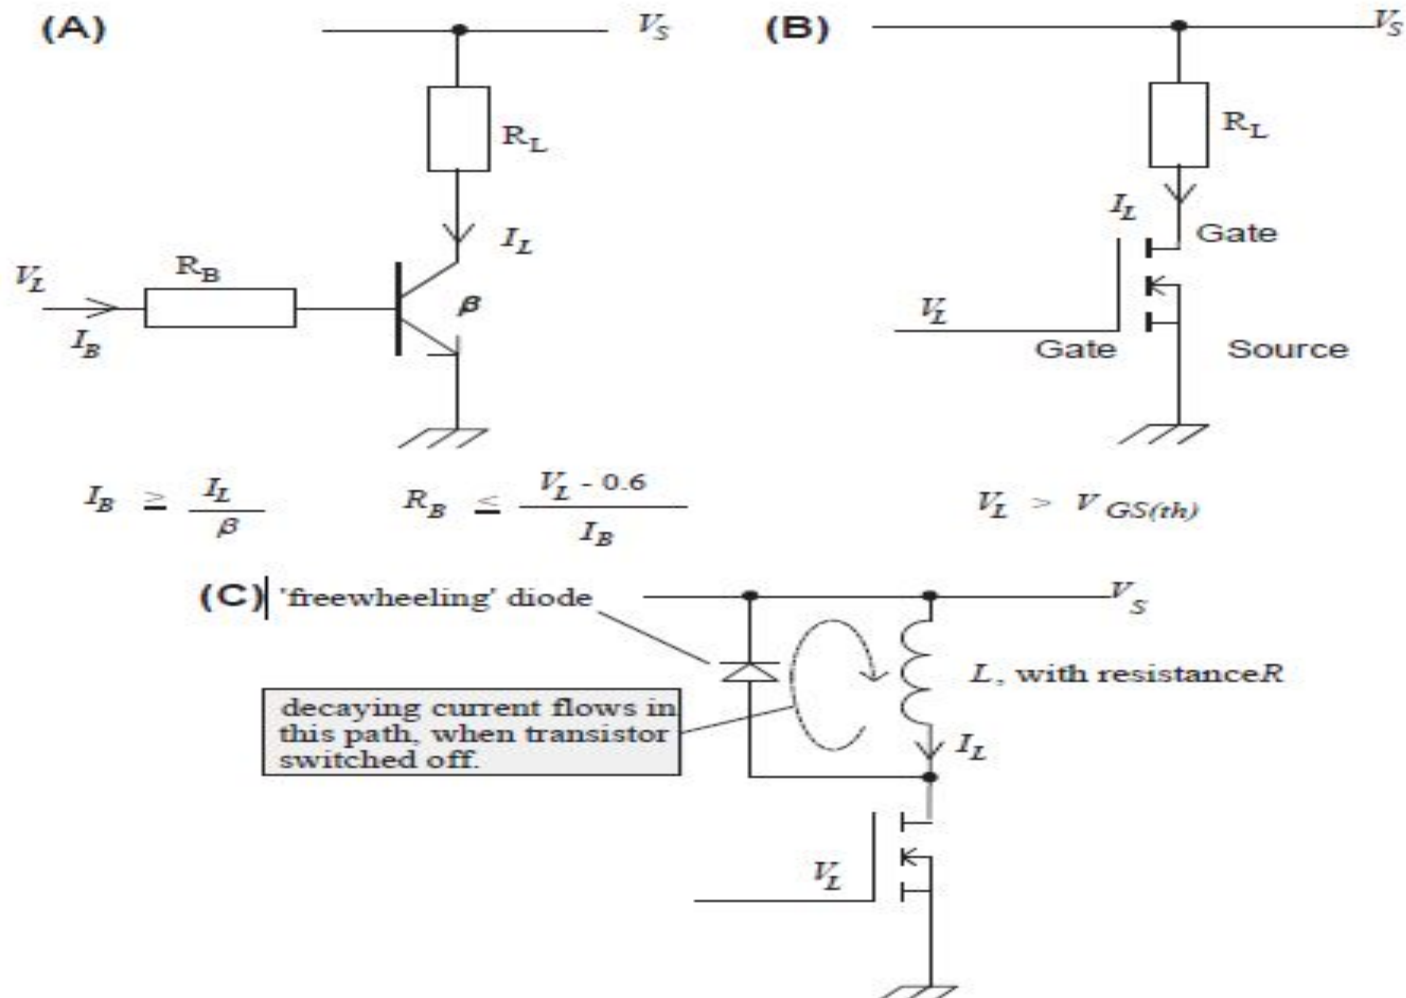 (A)
V_S
R_L
I_L
V_L
R_B
I_B
β
I_B ≥ I_L / β
R_B ≤ V_L - 0.6 / I_B
(B)
V_S
R_L
I_L
Gate
V_L
Gate
Source
V_L > V_GS(th)
(C)
'freewheeling' diode
V_S
L, with resistanceR
decaying current flows in
this path, when transistor
switched off.
I_L
V_L